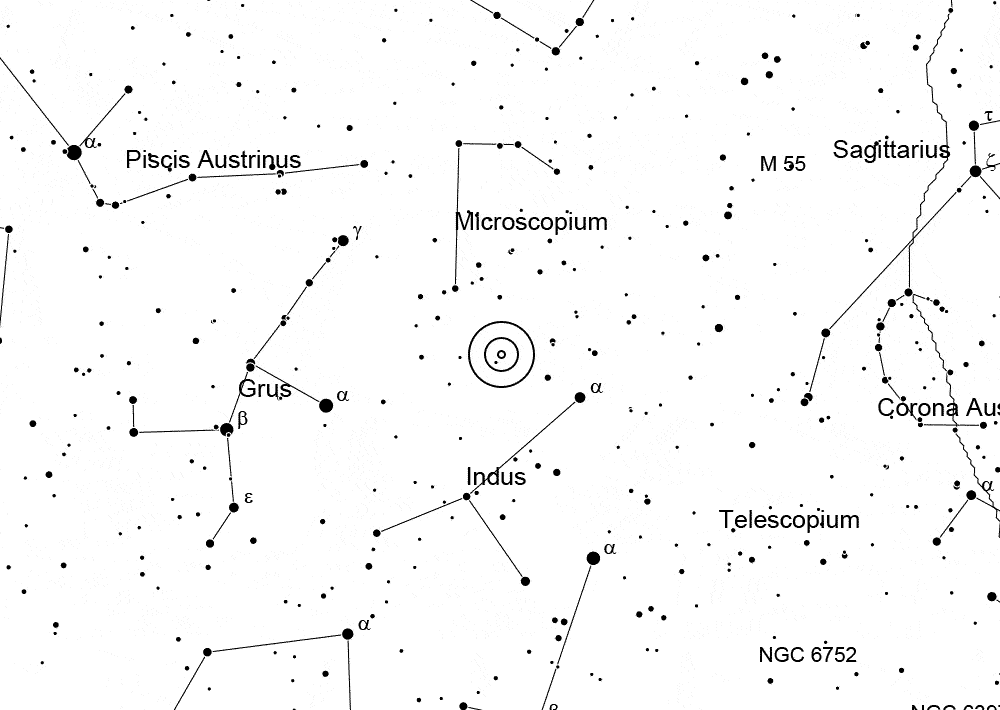 τ
α
Sagittarius
Piscis Austrinus
M 55
ζ
Microscopium
γ
Grus
α
α
Corona Aus
β
Indus
α
ε
Telescopium
α
α
NGC 6752
β